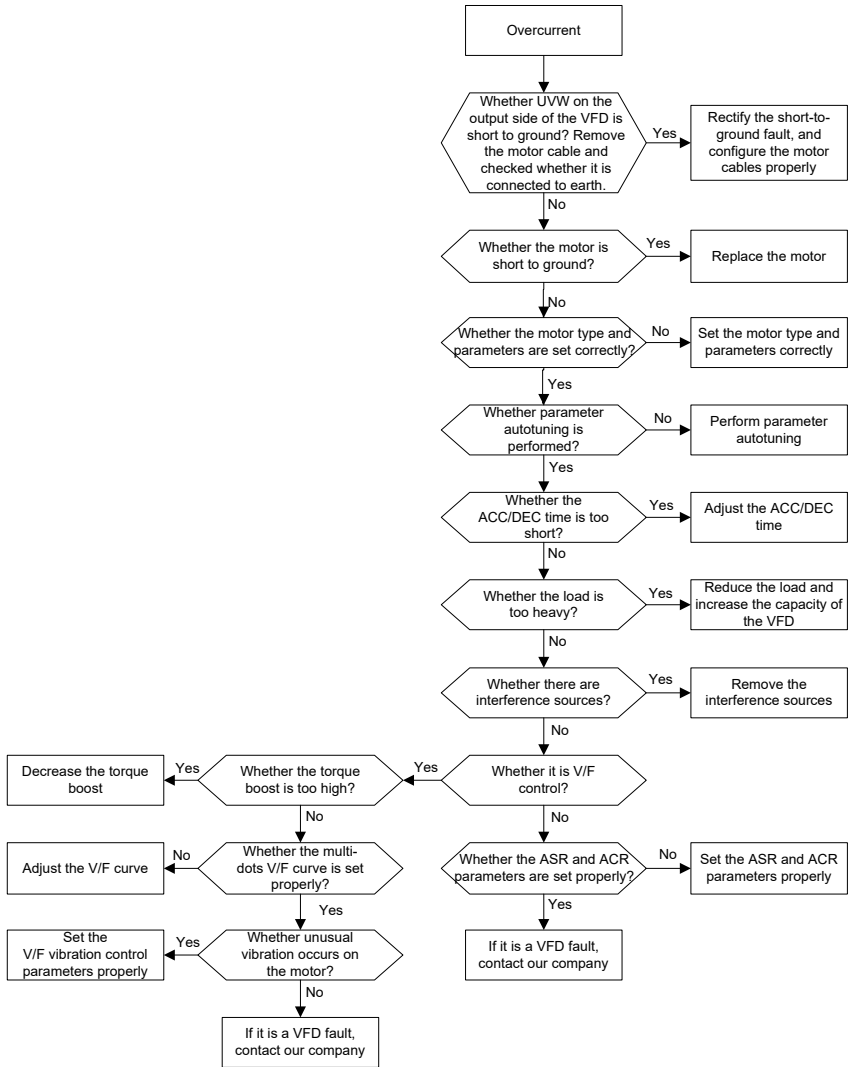 Overcurrent
Whether UVW on the
output side of the VFD is
short to ground? Remove
the motor cable and
checked whether it is
connected to earth.
Yes
Rectify the short-to-
ground fault, and
configure the motor
cables properly
No
Whether the motor is
short to ground?
Yes
Replace the motor
No
Whether the motor type and
parameters are set correctly?
No
Set the motor type and
parameters correctly
Yes
Whether parameter
autotuning is
performed?
No
Perform parameter
autotuning
Yes
Whether the
ACC/DEC time is too
short?
Yes
Adjust the ACC/DEC
time
No
Whether the load is
too heavy?
Yes
Reduce the load and
increase the capacity of
the VFD
No
Whether there are
interference sources?
Yes
Remove the
interference sources
No
Whether it is V/F
control?
Yes
Whether the torque
boost is too high?
Yes
Decrease the torque
boost
No
Whether the multi-
dots V/F curve is set
properly?
No
Adjust the V/F curve
Yes
Whether unusual
vibration occurs on
the motor?
Yes
Set the
V/F vibration control
parameters properly
No
If it is a VFD fault,
contact our company
No
Whether the ASR and ACR
parameters are set properly?
No
Set the ASR and ACR
parameters properly
Yes
If it is a VFD fault,
contact our company